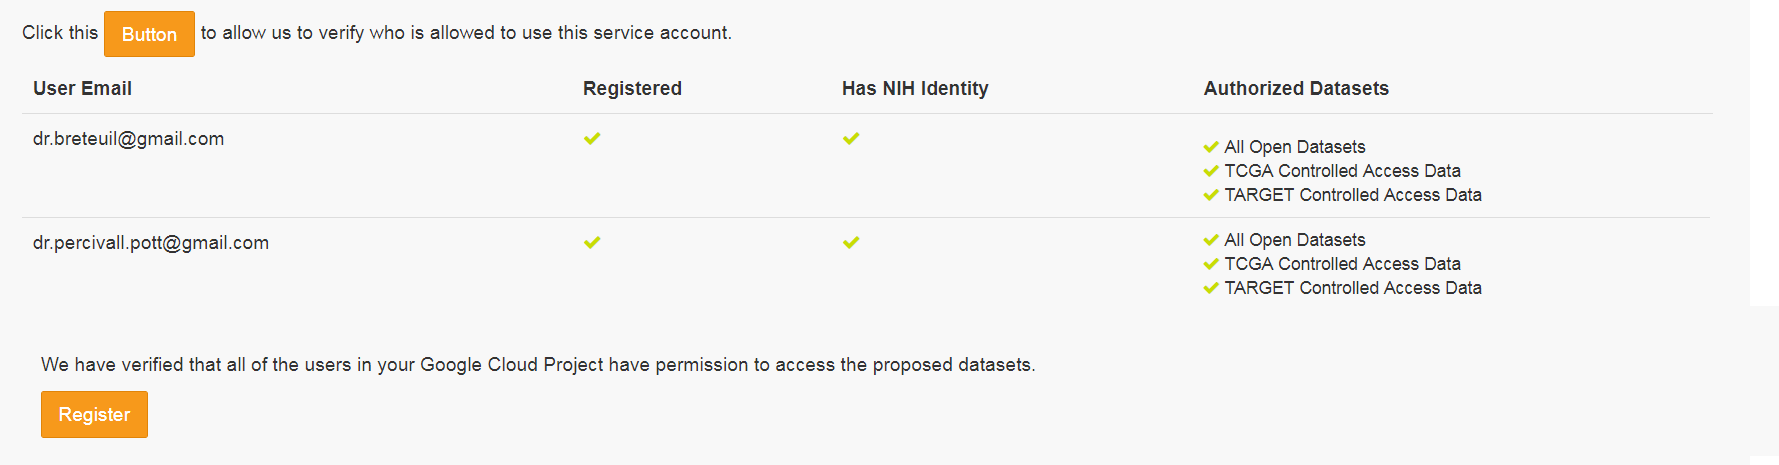 Click this Button to allow us to verify who is allowed to use this service account.
User Email Registered Has NIH Identity Authorized Datasets
dr.breteuil@gmail.com
All Open Datasets
TCGA Controlled Access Data
TARGET Controlled Access Data
dr.percivall.pott@gmail.com
All Open Datasets
TCGA Controlled Access Data
TARGET Controlled Access Data
We have verified that all of the users in your Google Cloud Project have permission to access the proposed datasets.
Register